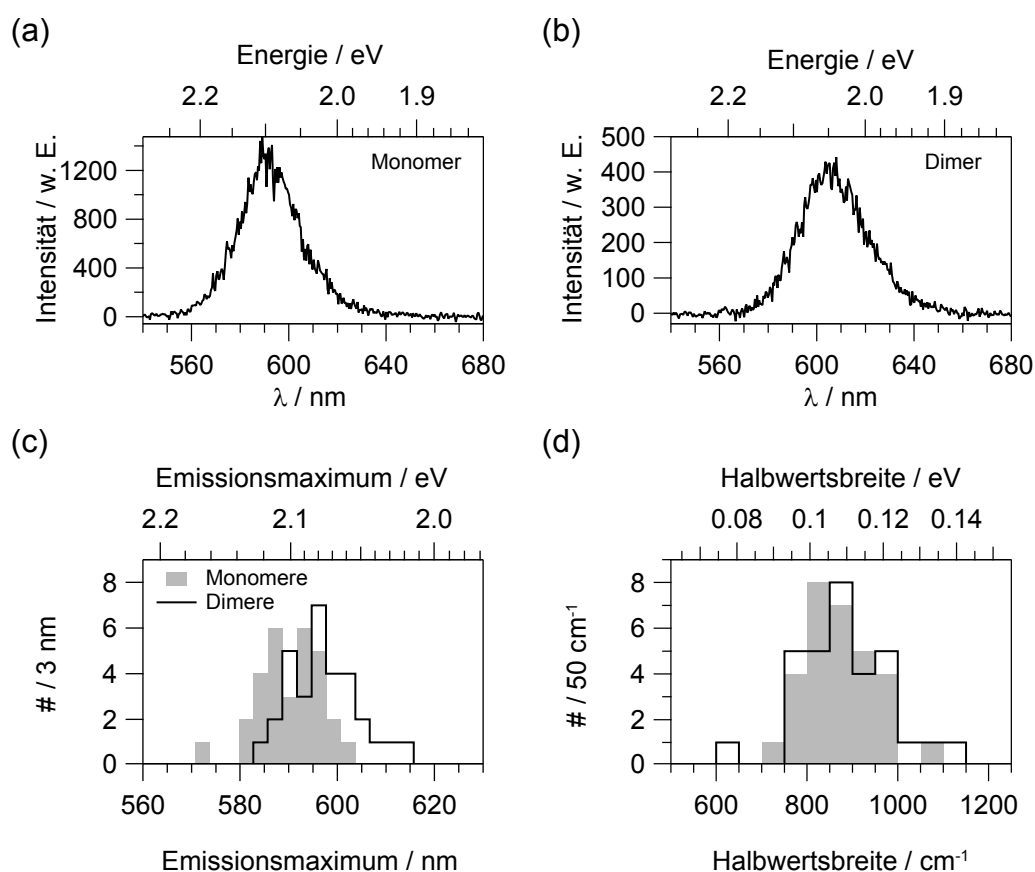 (a)
Energie / eV
2.2 2.0 1.9
Intensität / w. E.
1200
800
400
0
Monomer
560 600 640 680
λ / nm
(b)
Energie / eV
2.2 2.0 1.9
Intensität / w. E.
500
400
300
200
100
0
Dimer
560 600 640 680
λ / nm
(c)
Emissionsmaximum / eV
2.2 2.1 2.0
# / 3 nm
8
6
4
2
0
Monomere
Dimere
560 580 600 620
Emissionsmaximum / nm
(d)
Halbwertsbreite / eV
0.08 0.1 0.12 0.14
# / 50 cm⁻¹
8
6
4
2
0
600 800 1000 1200
Halbwertsbreite / cm⁻¹